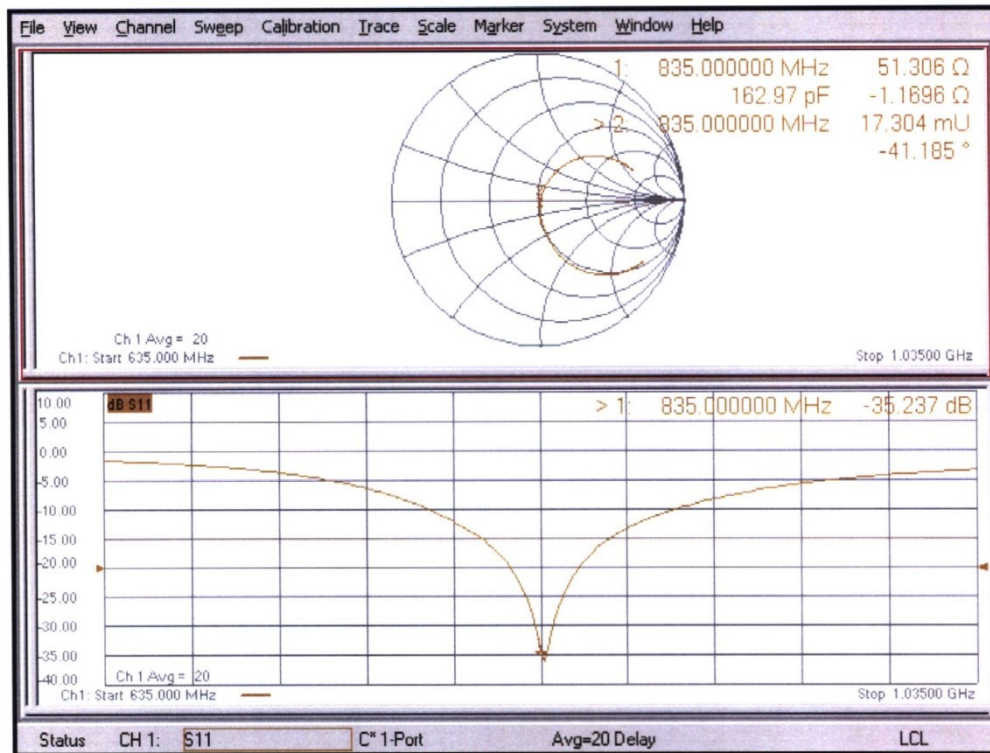 File View Channel Sweep Calibration Trace Scale Marker System Window Help
1: 835.000000 MHz 51.306 Ω
162.97 pF -1.1696 Ω
> 2: 835.000000 MHz 17.304 mU
-41.185 °
Ch 1 Avg = 20
Ch1: Start 635.000 MHz
Stop 1.03500 GHz
10.00
dB S11
> 1: 835.000000 MHz -35.237 dB
5.00
0.00
-5.00
-10.00
-15.00
-20.00
-25.00
-30.00
-35.00
-40.00
Ch 1 Avg = 20
Ch1: Start 635.000 MHz
Stop 1.03500 GHz
Status CH 1: S11 C* 1-Port Avg=20 Delay LCL